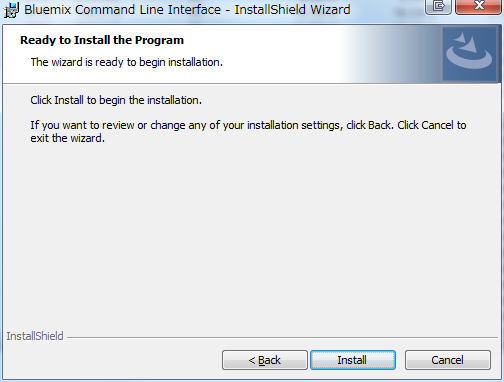 Bluemix Command Line Interface - InstallShield Wizard
Ready to Install the Program
The wizard is ready to begin installation.
Click Install to begin the installation.
If you want to review or change any of your installation settings, click Back. Click Cancel to
exit the wizard.
InstallShield
< Back
Install
Cancel